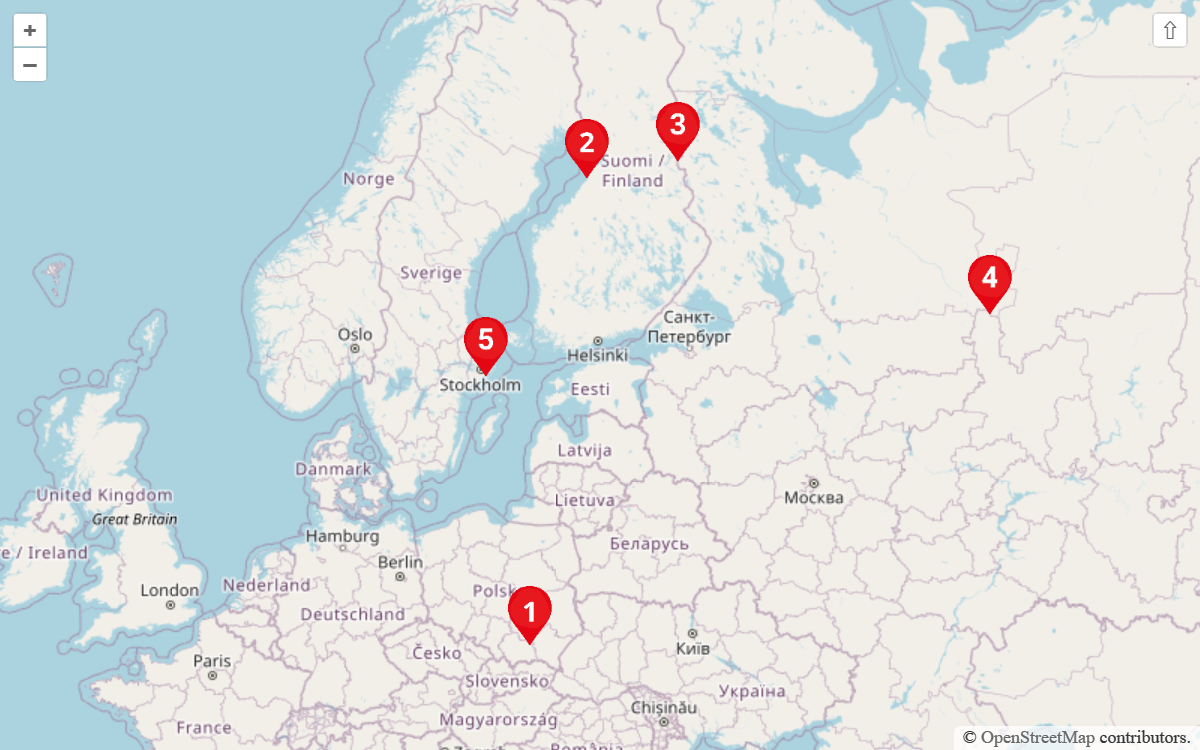 +
−
⇧
3
2
Suomi /
Finland
Norge
Sverige
4
Санкт-
Петербург
Oslo
5
Helsinki
Stockholm
Eesti
Latvija
Danmark
United Kingdom
Great Britain
Lietuva
Москва
Hamburg
Беларусь
e / Ireland
Berlin
London
Nederland
Polsk
1
Deutschland
Česko
Київ
Paris
Slovensko
Україна
Chișinău
France
Magyarország
România
Zagreb
© OpenStreetMap contributors.